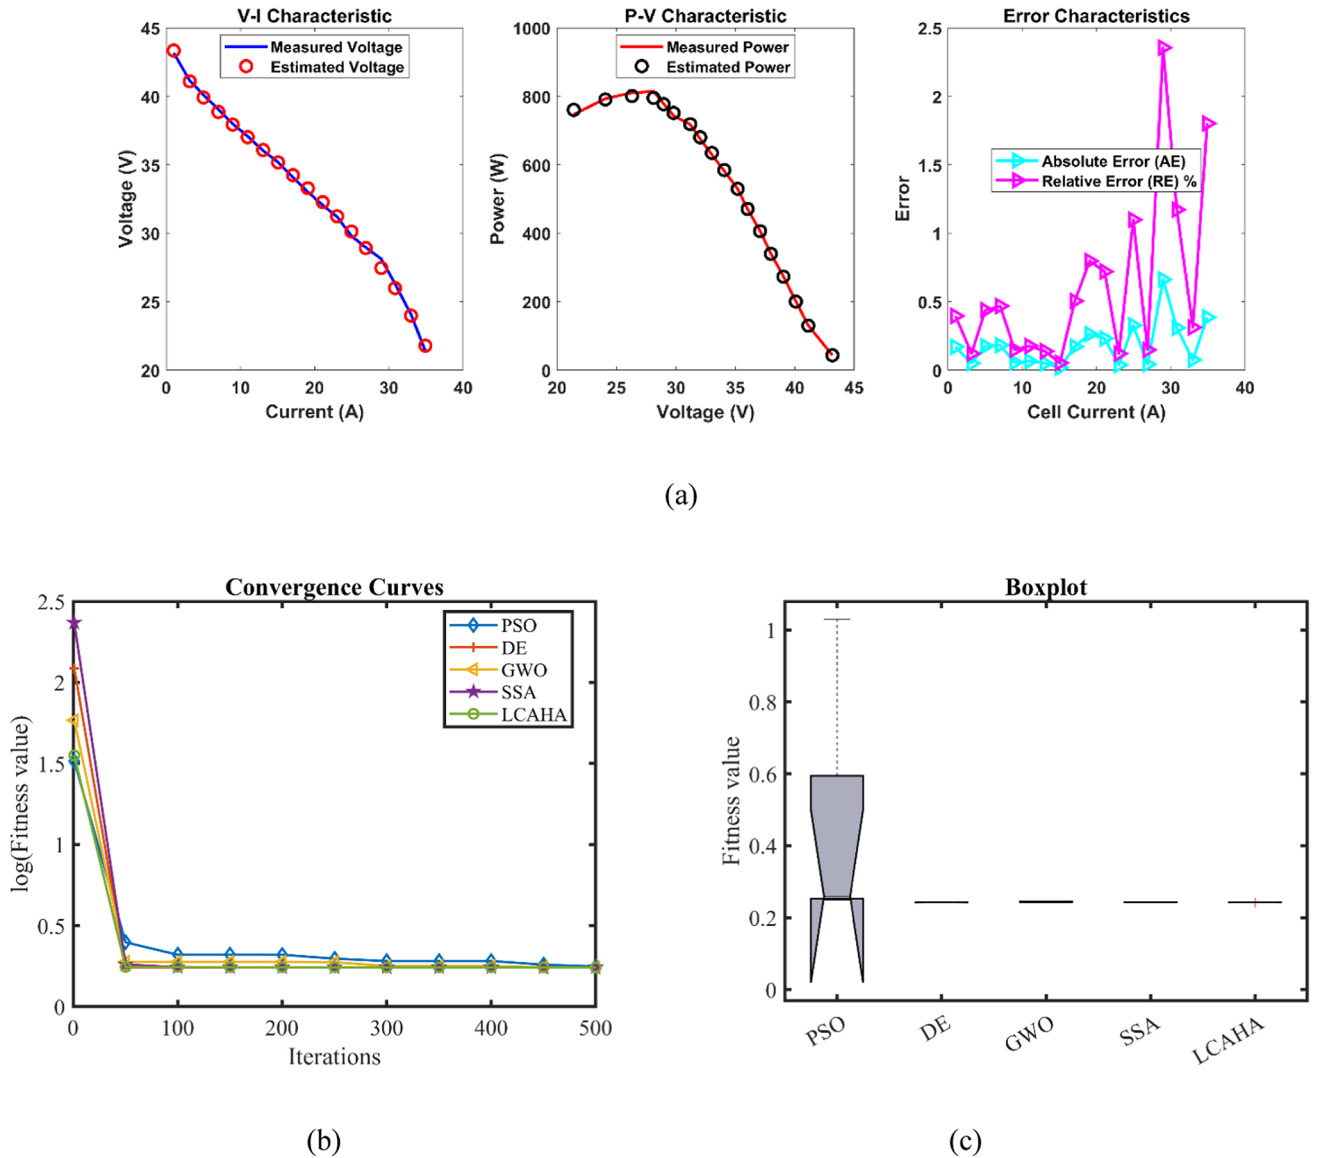 V-I Characteristic
45
40
35
30
25
20
0
10
20
30
40
Voltage (V)
Current (A)
Measured Voltage
Estimated Voltage
P-V Characteristic
1000
800
600
400
200
0
20
25
30
35
40
45
Power (W)
Voltage (V)
Measured Power
Estimated Power
Error Characteristics
2.5
2
1.5
1
0.5
0
0
10
20
30
40
Error
Cell Current (A)
Absolute Error (AE)
Relative Error (RE) %
(a)
Convergence Curves
2.5
2
1.5
1
0.5
0
0
100
200
300
400
500
log(Fitness value)
Iterations
PSO
DE
GWO
SSA
LCAHA
(b)
Boxplot
1
0.8
0.6
0.4
0.2
0
Fitness value
PSO
DE
GWO
SSA
LCAHA
(c)